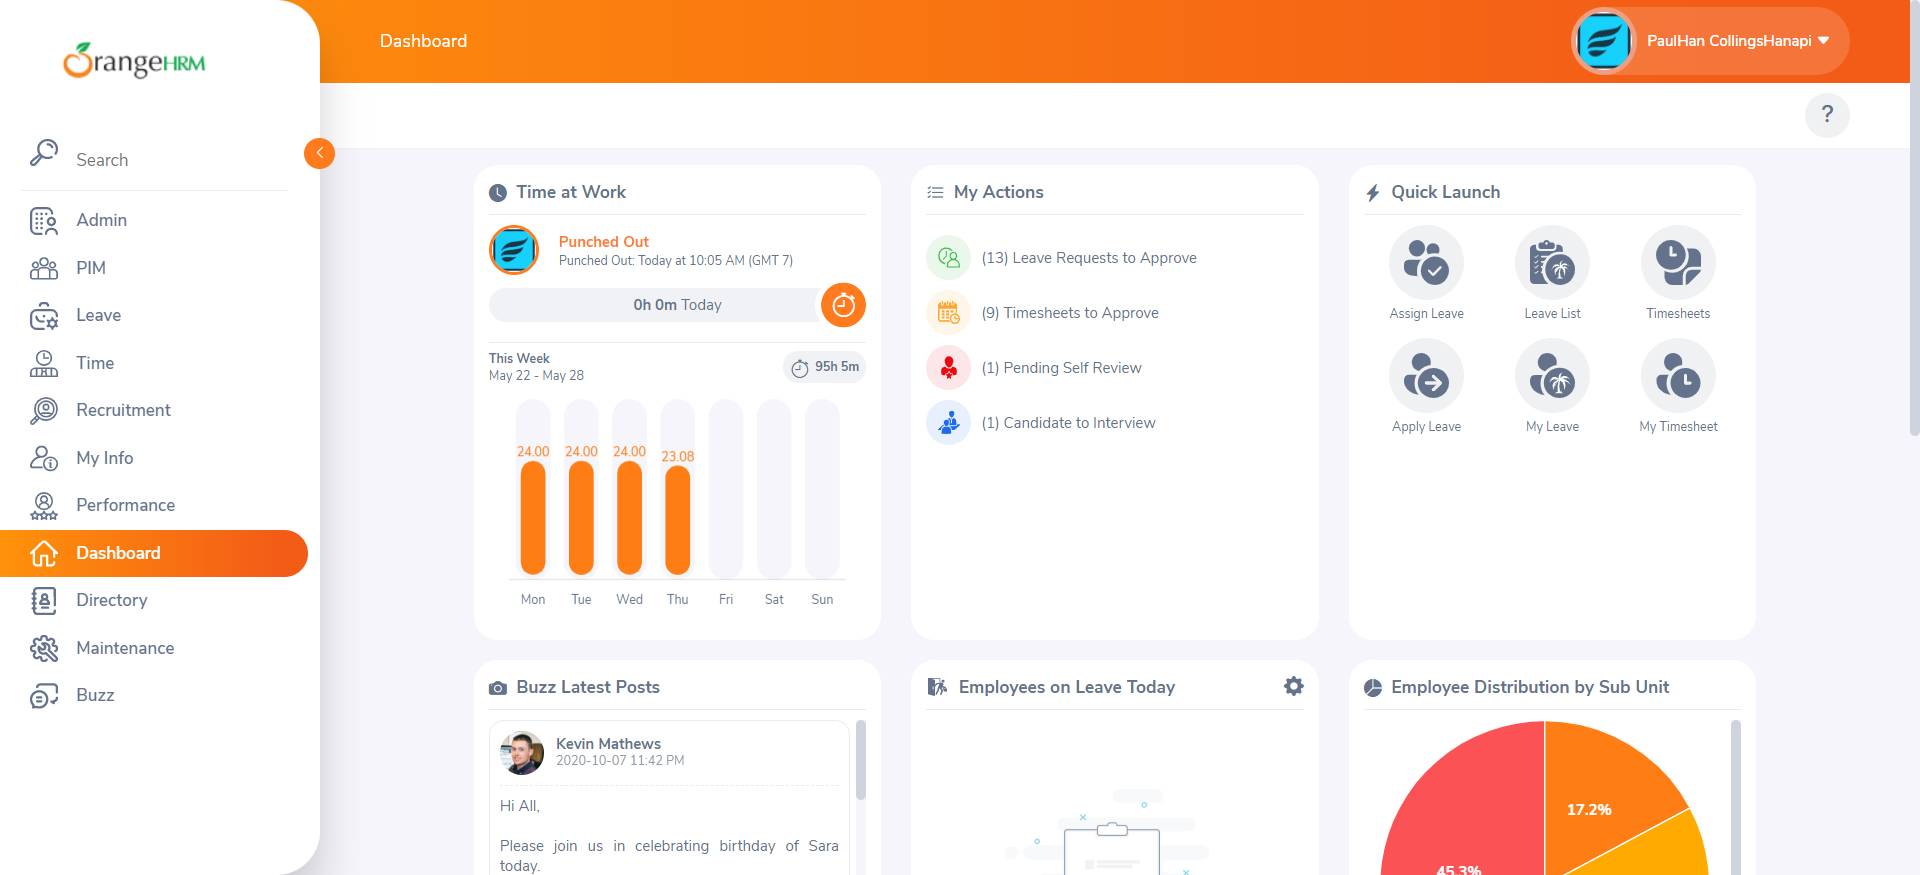 OrangeHRM
Search
Admin
PIM
Leave
Time
Recruitment
My Info
Performance
Dashboard
Directory
Maintenance
Buzz
Dashboard
PaulHan CollingsHanapi
?
Time at Work
Punched Out
Punched Out: Today at 10:05 AM (GMT 7)
0h 0m Today
This Week
May 22 - May 28
95h 5m
24.00 24.00 24.00 23.08
Mon Tue Wed Thu Fri Sat Sun
My Actions
(13) Leave Requests to Approve
(9) Timesheets to Approve
(1) Pending Self Review
(1) Candidate to Interview
Quick Launch
Assign Leave Leave List Timesheets
Apply Leave My Leave My Timesheet
Buzz Latest Posts
Kevin Mathews
2020-10-07 11:42 PM
Hi All,
Please join us in celebrating birthday of Sara
today.
Employees on Leave Today
Employee Distribution by Sub Unit
17.2%
45.3%